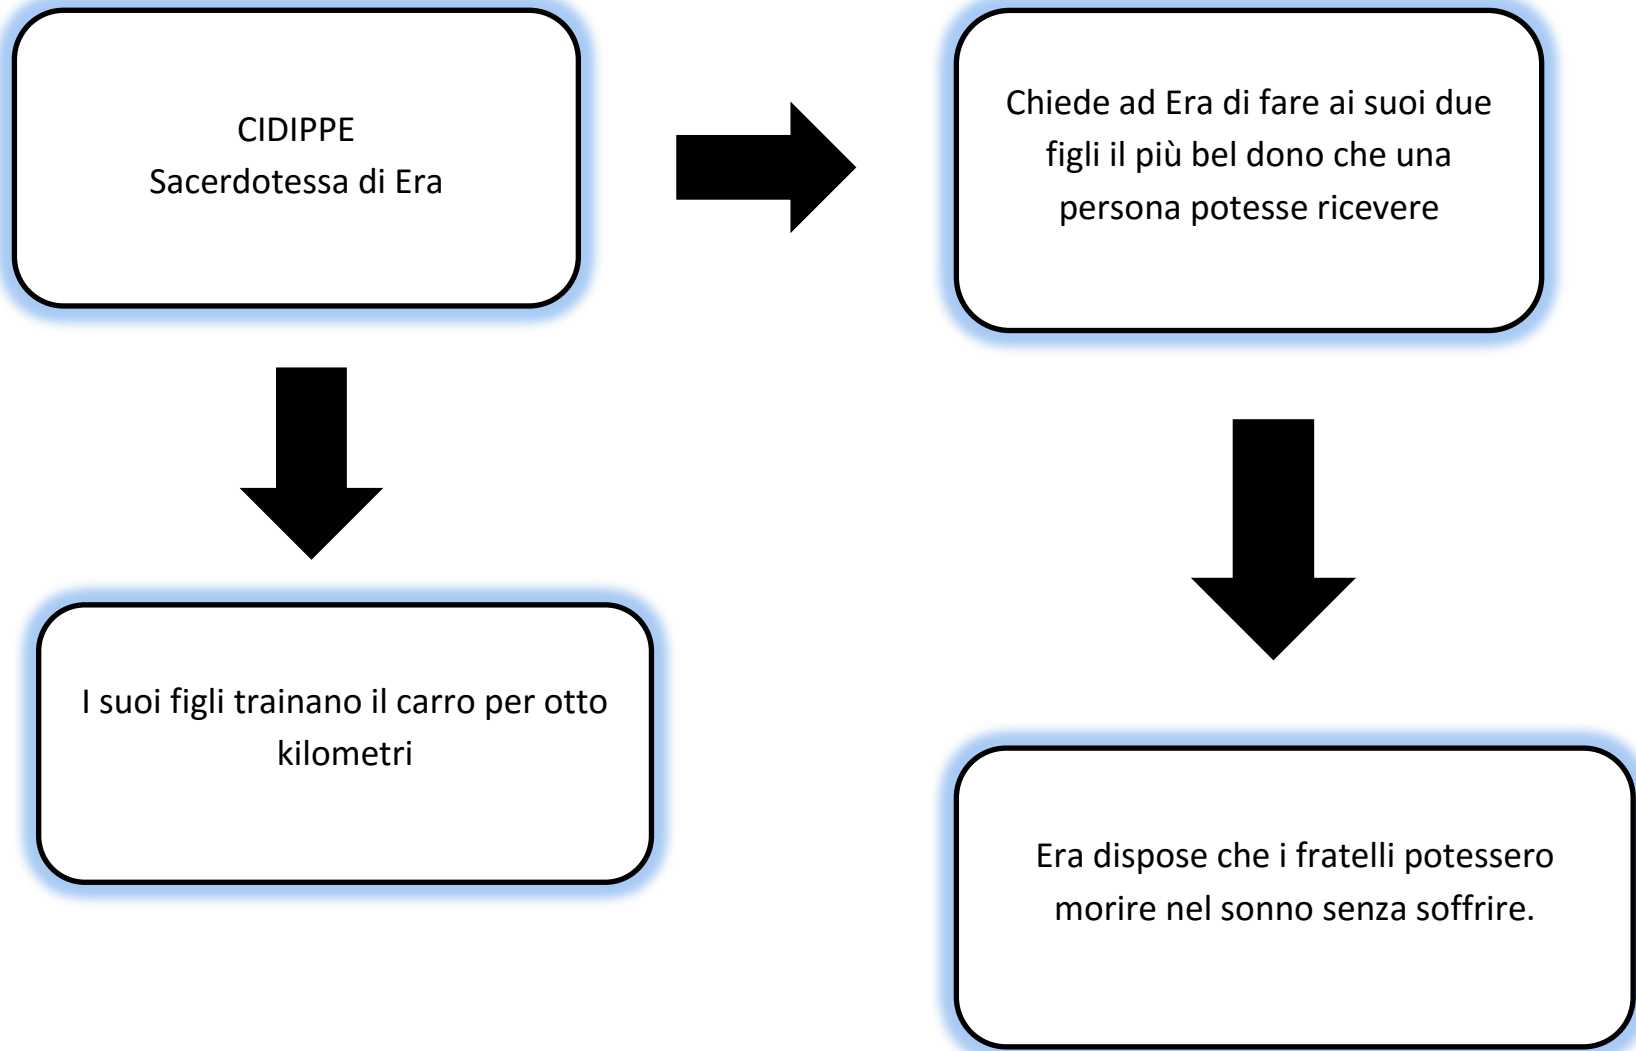 CIDIPPE
Sacerdotessa di Era
Chiede ad Era di fare ai suoi due
figli il più bel dono che una
persona potesse ricevere
I suoi figli trainano il carro per otto
kilometri
Era dispose che i fratelli potessero
morire nel sonno senza soffrire.